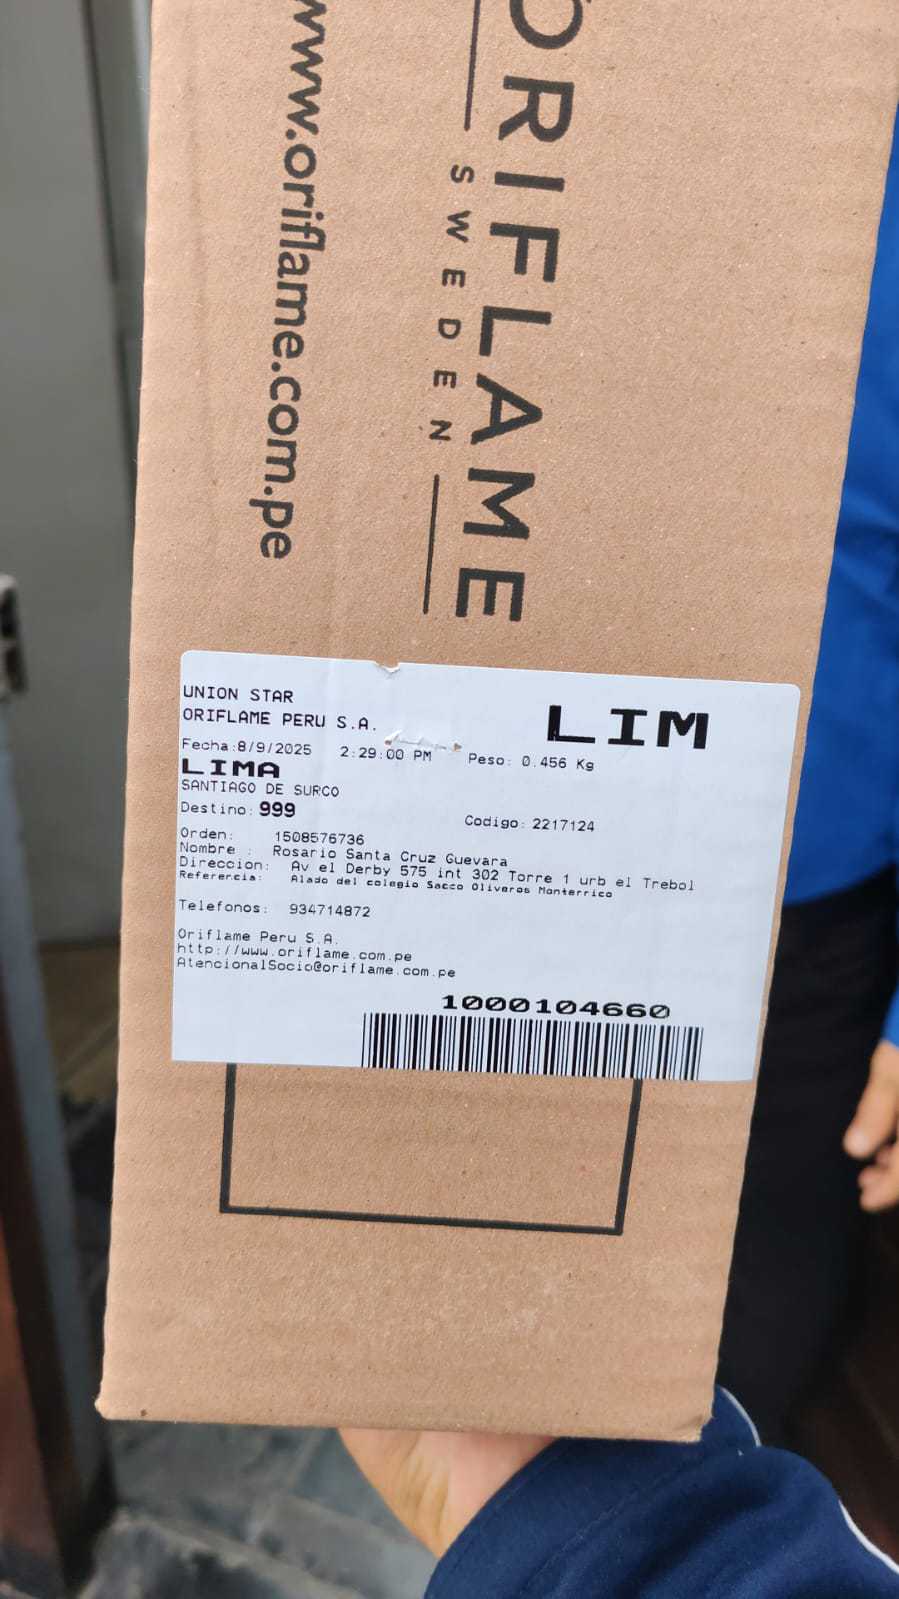 www.oriflame.com.pe
ORIFLAME
SWEDEN
UNION STAR
ORIFLAME PERU S.A.
LIM
Fecha:8/9/2025 2:29:00 PM Peso: 0.456 Kg
LIMA
SANTIAGO DE SURCO
Destino: 999 Codigo: 2217124
Orden: 1508576736
Nombre : Rosario Santa Cruz Guevara
Direccion: Av el Derby 575 int 302 Torre 1 urb el Trebol
Referencia: Alado del colegio Sacco Oliveros Monterrico
Telefonos: 934714872
Oriflame Peru S.A.
http://www.oriflame.com.pe
AtencionalSocio@oriflame.com.pe
1000104660